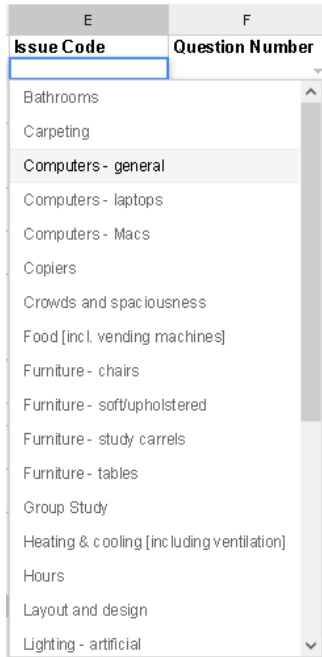 E F
Issue Code Question Number
Bathrooms
Carpeting
Computers - general
Computers - laptops
Computers - Macs
Copiers
Crowds and spaciousness
Food [incl. vending machines]
Furniture - chairs
Furniture - soft/upholstered
Furniture - study carrels
Furniture - tables
Group Study
Heating & cooling [including ventilation]
Hours
Layout and design
Lighting - artificial